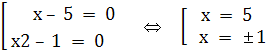 [ x – 5 = 0 ⇔ [ x = 5
x2 – 1 = 0 x = ±1